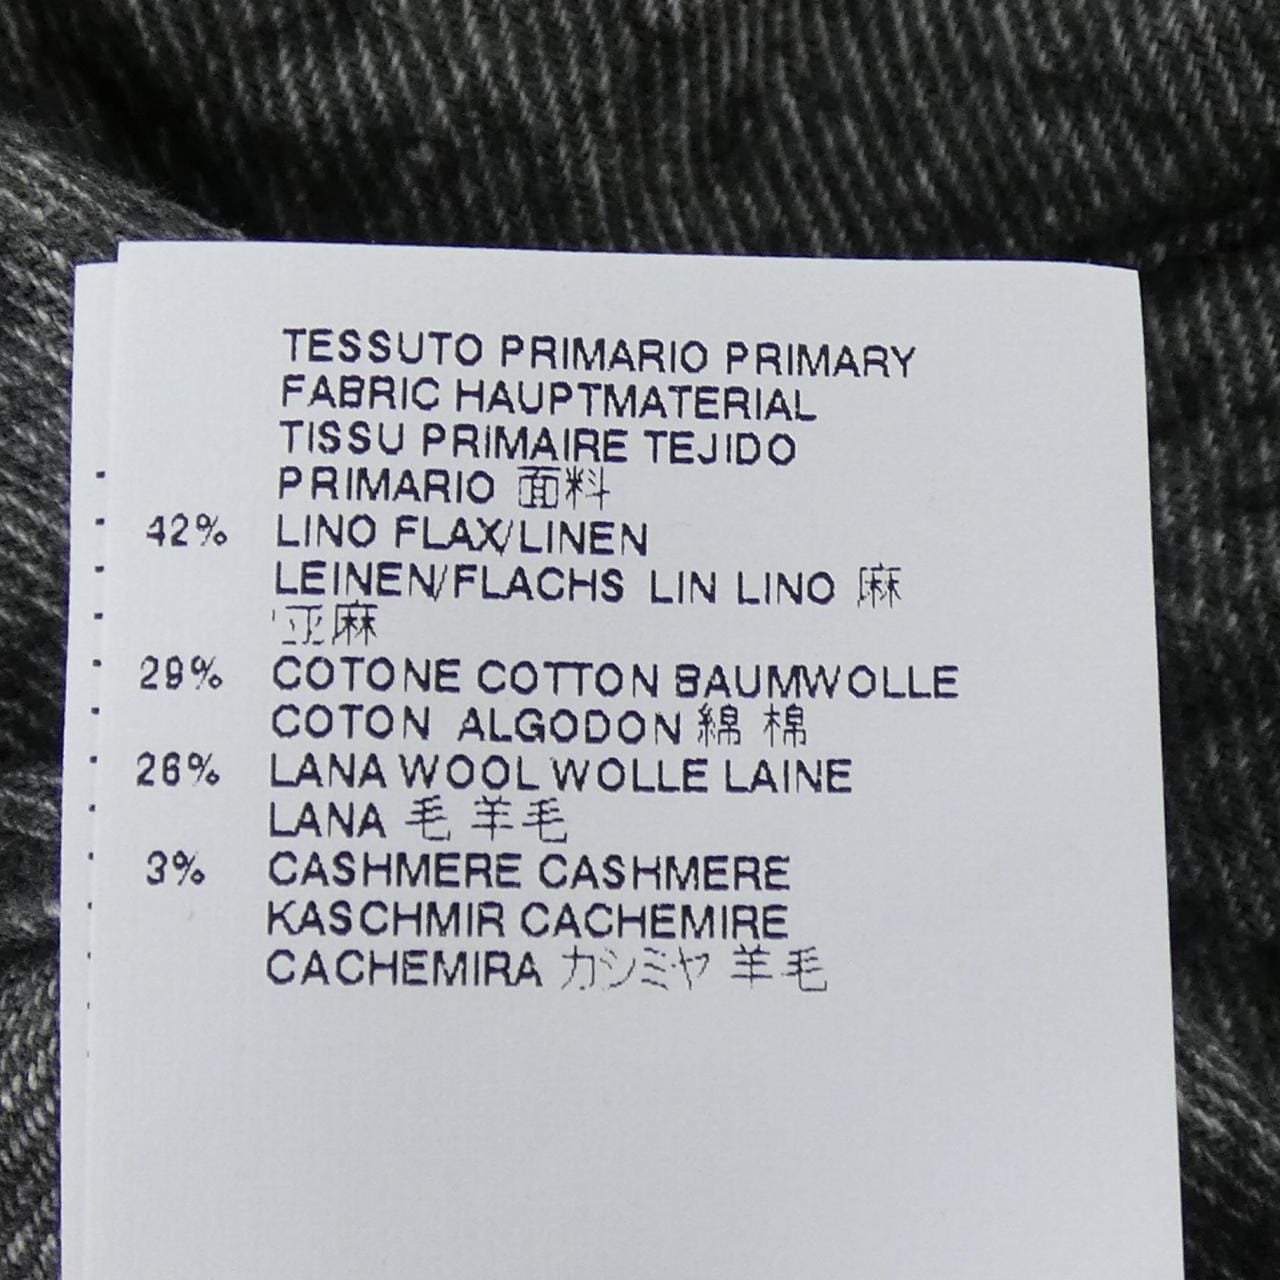 TESSUTO PRIMARIO PRIMARY
FABRIC HAUPTMATERIAL
TISSU PRIMAIRE TEJIDO
PRIMARIO 面料
42% LINO FLAX/LINEN
LEINEN/FLACHS LIN LINO 麻
亚麻
29% COTONE COTTON BAUMWOLLE
COTON ALGODON 綿 棉
26% LANA WOOL WOLLE LAINE
LANA 毛 羊毛
3% CASHMERE CASHMERE
KASCHMIR CACHEMIRE
CACHEMIRA カシミヤ 羊毛